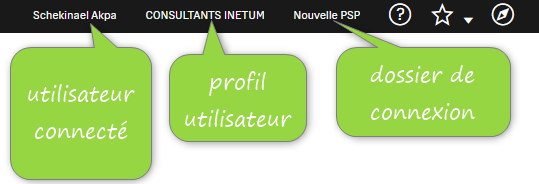 Schekinael Akpa CONSULTANTS INETUM Nouvelle PSP ?
utilisateur
connecté
profil
utilisateur
dossier de
connexion